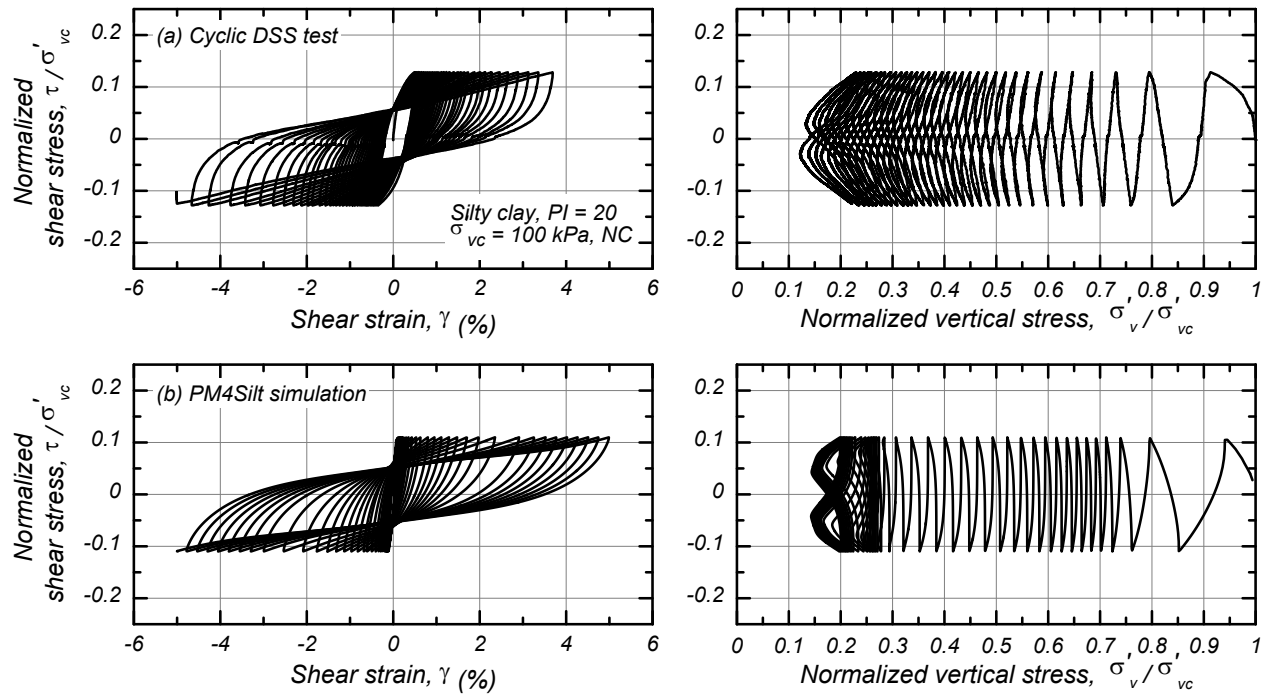 (a) Cyclic DSS test
Normalized
shear stress, τ / σ'vc
0.2
0.1
0
-0.1
-0.2
Silty clay, PI = 20
σ'vc = 100 kPa, NC
-6 -4 -2 0 2 4 6
Shear strain, γ (%)
0.2
0.1
0
-0.1
-0.2
0 0.1 0.2 0.3 0.4 0.5 0.6 0.7 0.8 0.9 1
Normalized vertical stress, σ'v / σ'vc
(b) PM4Silt simulation
Normalized
shear stress, τ / σ'vc
0.2
0.1
0
-0.1
-0.2
-6 -4 -2 0 2 4 6
Shear strain, γ (%)
0.2
0.1
0
-0.1
-0.2
0 0.1 0.2 0.3 0.4 0.5 0.6 0.7 0.8 0.9 1
Normalized vertical stress, σ'v / σ'vc